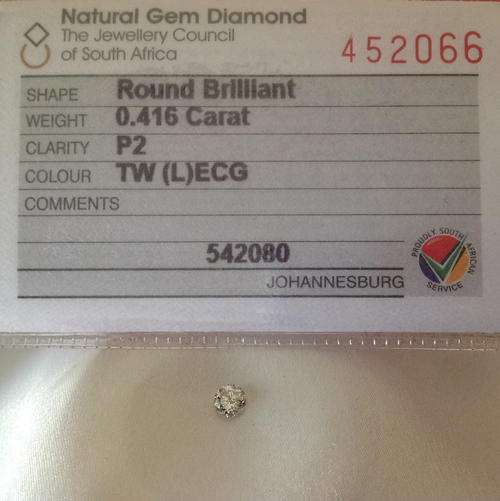 Natural Gem Diamond
The Jewellery Council
of South Africa
452066
SHAPE Round Brilliant
WEIGHT 0.416 Carat
CLARITY P2
COLOUR TW (L)ECG
COMMENTS
542080
JOHANNESBURG
PROUDLY SOUTH AFRICAN
SERVICE